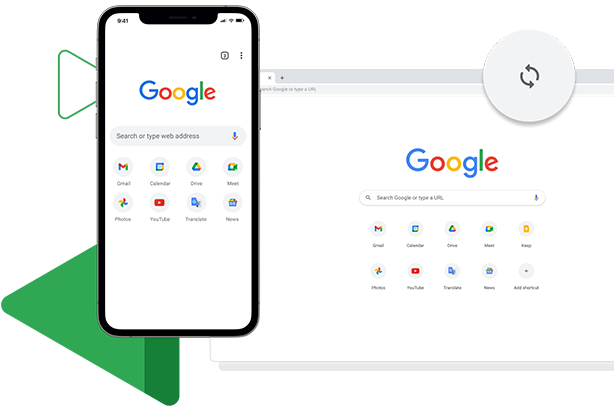 9:41
3
Google
Search or type web address
Gmail Calendar Drive Meet
Photos YouTube Translate News
Search Google or type a URL
Google
Search Google or type a URL
Gmail Calendar Drive Meet Keep
Photos YouTube Translate News Add shortcut